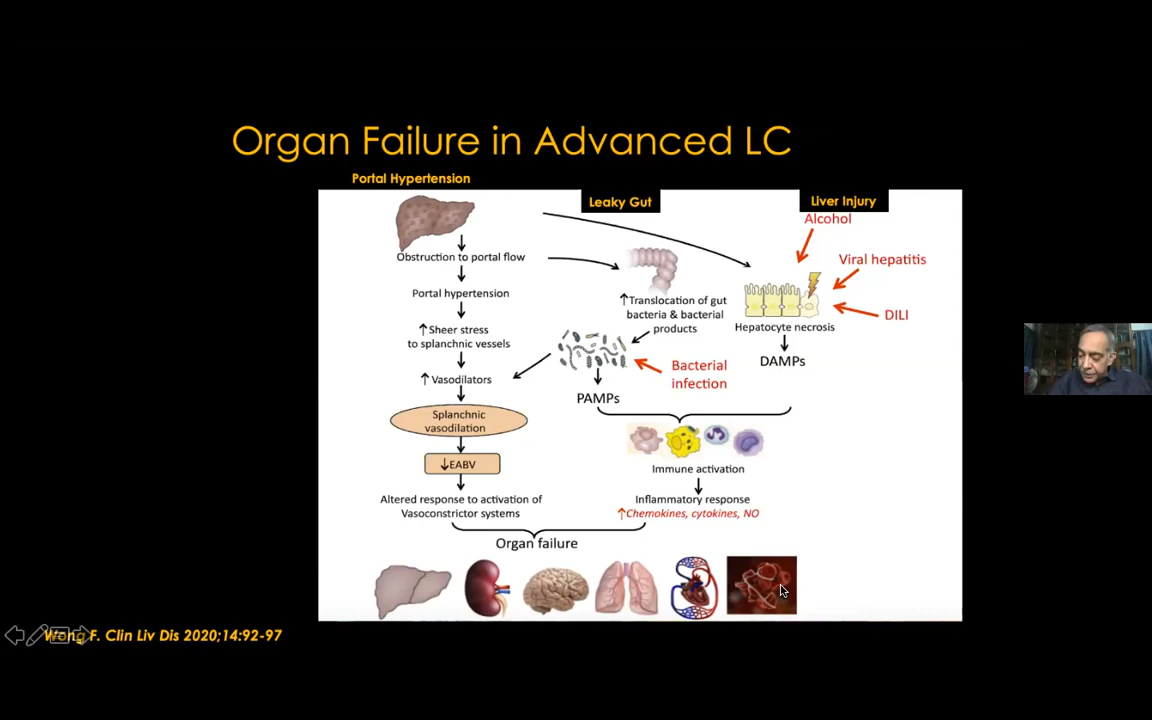 Organ Failure in Advanced LC
Portal Hypertension
Leaky Gut
Liver Injury
Alcohol
Viral hepatitis
DILI
Obstruction to portal flow
Portal hypertension
↑Sheer stress
to splanchnic vessels
↑Vasodilators
Splanchnic
vasodilation
↓EABV
Altered response to activation of
Vasoconstrictor systems
↑Translocation of gut
bacteria & bacterial
products
Bacterial
infection
PAMPs
Hepatocyte necrosis
DAMPs
Immune activation
Inflammatory response
↑Chemokines, cytokines, NO
Organ failure
Wong F. Clin Liv Dis 2020;14:92-97